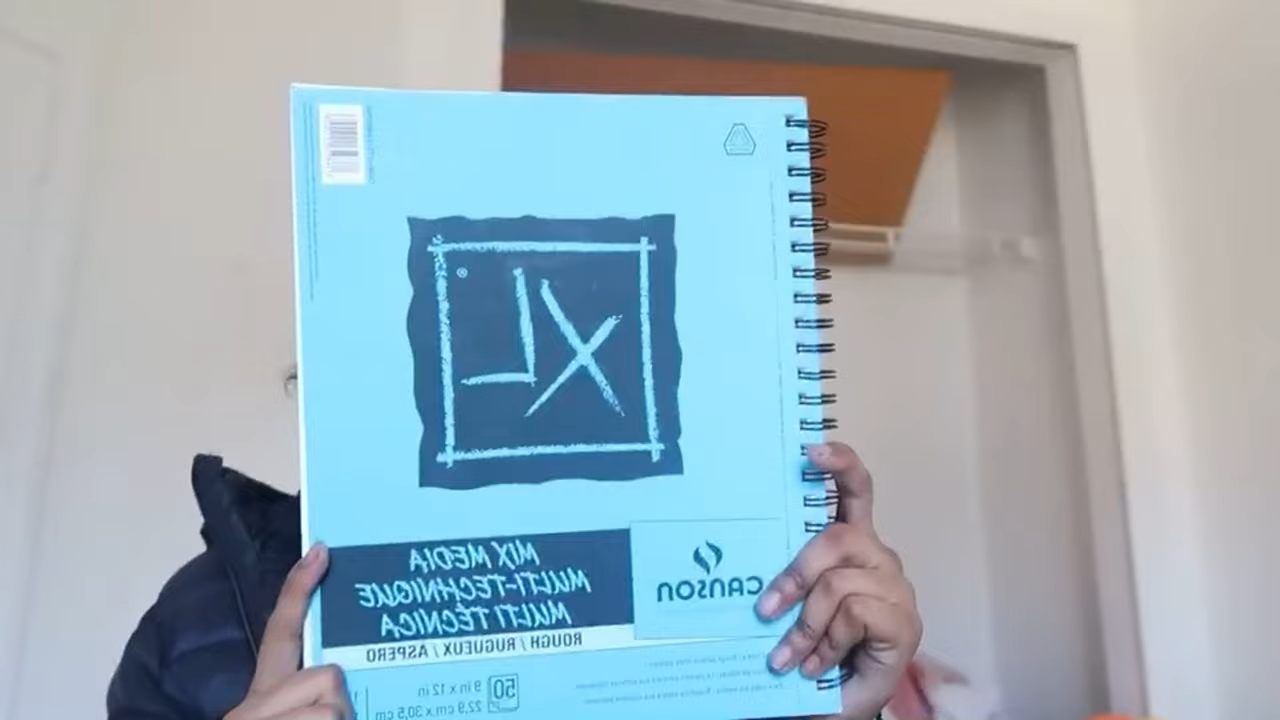 XL
®
MIX MEDIA
MULTI-TECHNIQUE
MULTI TÉCNICA
CANSON
ROUGH / RUGUEUX / ASPERO
50
9 in x 12 in
22,9 cm x 30,5 cm